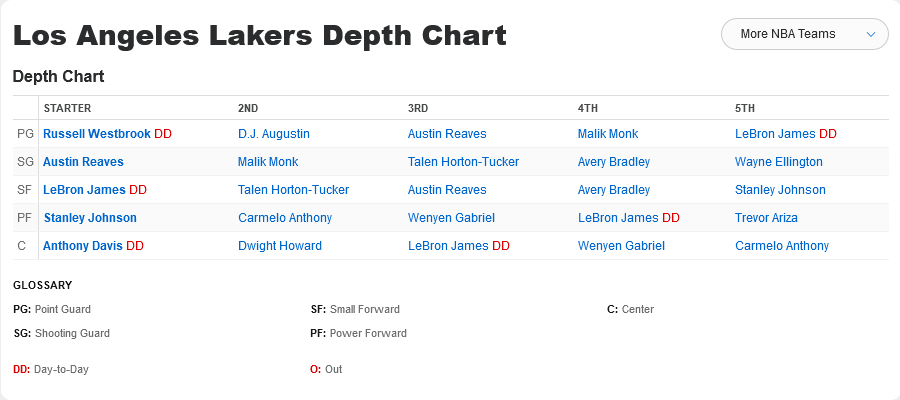 Los Angeles Lakers Depth Chart
More NBA Teams
Depth Chart
STARTER 2ND 3RD 4TH 5TH
PG Russell Westbrook DD D.J. Augustin Austin Reaves Malik Monk LeBron James DD
SG Austin Reaves Malik Monk Talen Horton-Tucker Avery Bradley Wayne Ellington
SF LeBron James DD Talen Horton-Tucker Austin Reaves Avery Bradley Stanley Johnson
PF Stanley Johnson Carmelo Anthony Wenyen Gabriel LeBron James DD Trevor Ariza
C Anthony Davis DD Dwight Howard LeBron James DD Wenyen Gabriel Carmelo Anthony
GLOSSARY
PG: Point Guard SF: Small Forward C: Center
SG: Shooting Guard PF: Power Forward
DD: Day-to-Day O: Out